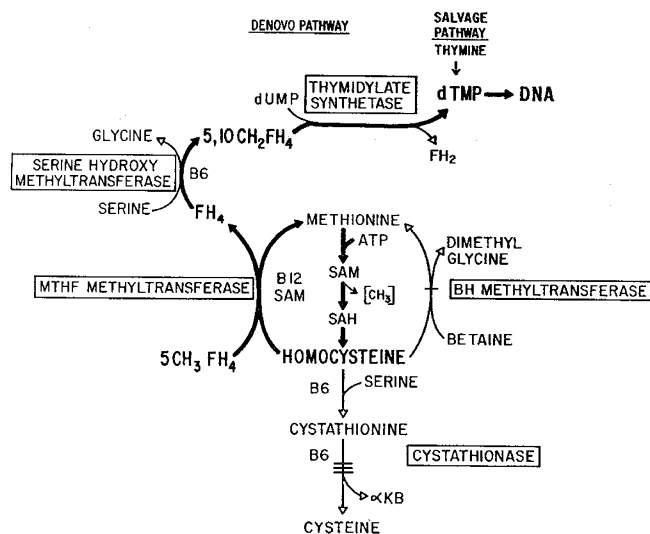 DENOVO PATHWAY
SALVAGE
PATHWAY
THYMINE
dUMP
THYMIDYLATE
SYNTHETASE
dTMP
DNA
GLYCINE
5,10 CH₂FH₄
FH₂
SERINE HYDROXY
METHYLTRANSFERASE
B6
SERINE
FH₄
METHIONINE
ATP
DIMETHYL
GLYCINE
MTHF METHYLTRANSFERASE
B12
SAM
SAM
[CH₃]
BH METHYLTRANSFERASE
SAH
5CH₃ FH₄
HOMOCYSTEINE
BETAINE
B6
SERINE
CYSTATHIONINE
B6
CYSTATHIONASE
∝KB
CYSTEINE